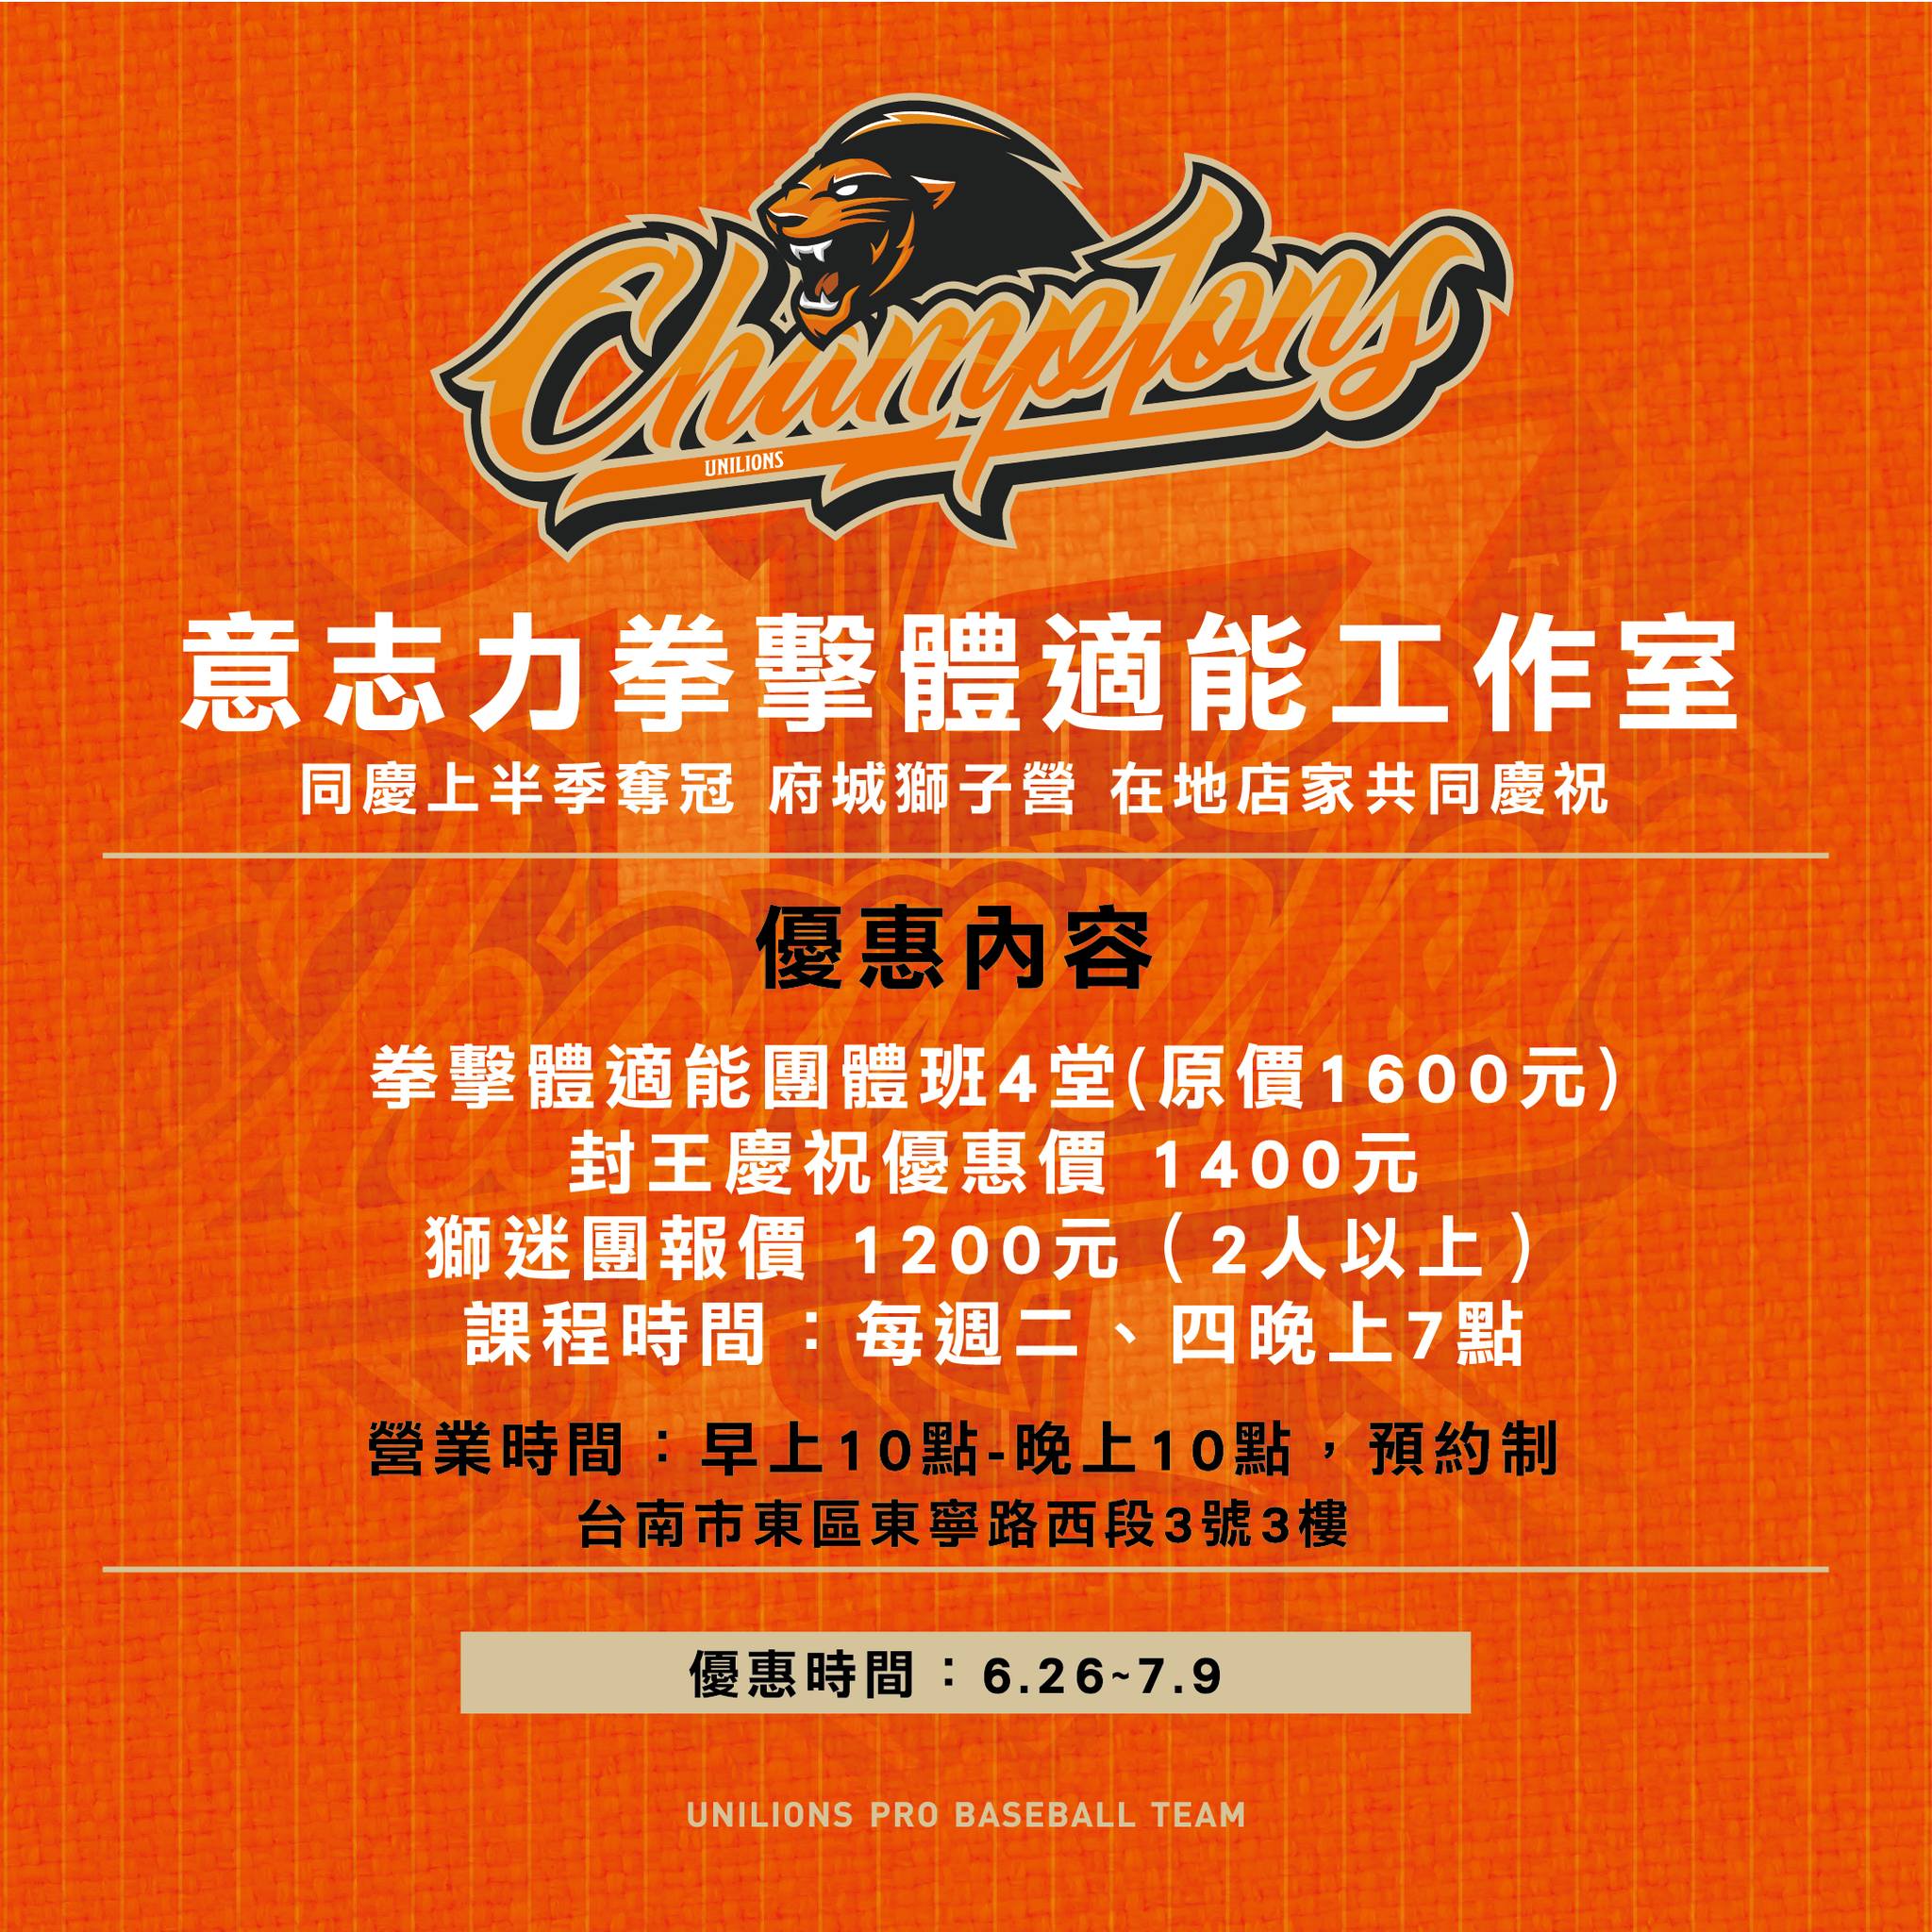 Champ1ons
UNILIONS
意志力拳擊體適能工作室
同慶上半季奪冠 府城獅子營 在地店家共同慶祝
優惠內容
拳擊體適能團體班4堂(原價1600元)
封王慶祝優惠價 1400元
獅迷團報價 1200元（2人以上）
課程時間：每週二、四晚上7點
營業時間：早上10點-晚上10點，預約制
台南市東區東寧路西段3號3樓
優惠時間：6.26~7.9
UNILIONS PRO BASEBALL TEAM